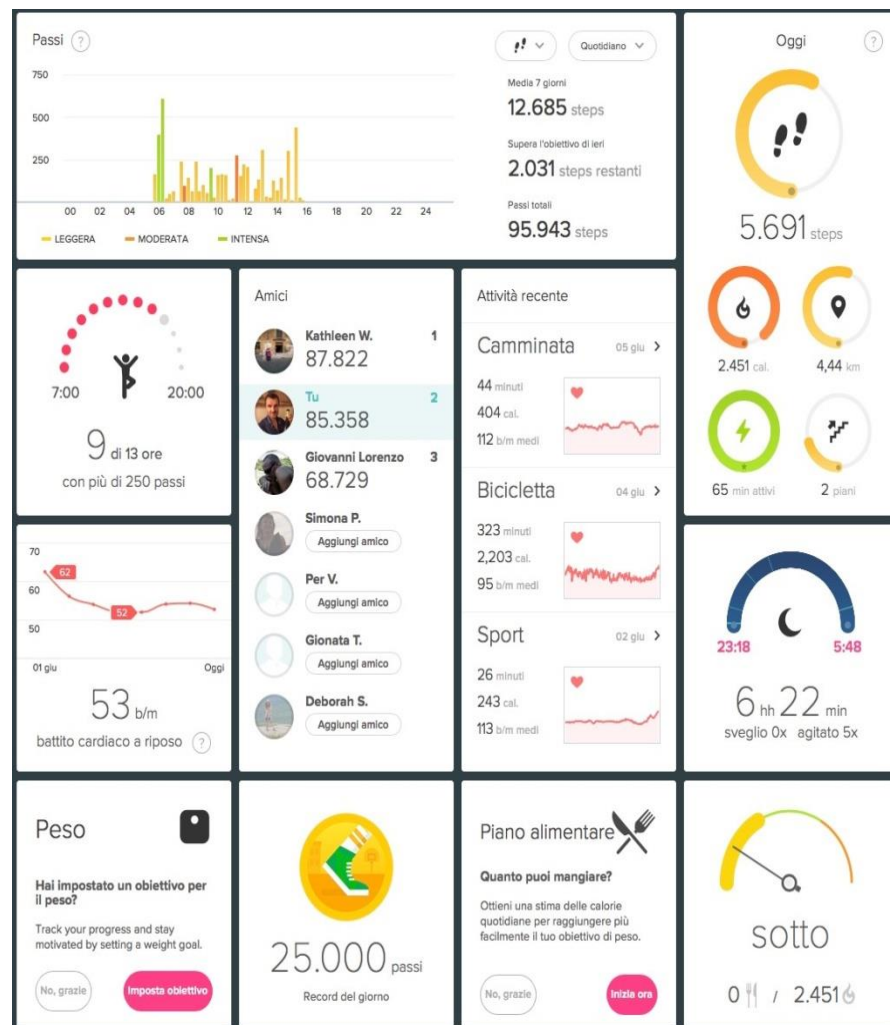 Passi ?
Quotidiano
750
500
250
00 02 04 06 08 10 12 14 16 18 20 22 24
LEGGERA MODERATA INTENSA
Media 7 giorni
12.685 steps
Supera l'obiettivo di ieri
2.031 steps restanti
Passi totali
95.943 steps
Oggi ?
5.691 steps
2.451 cal.
4,44 km
65 min attivi
2 piani
7:00
20:00
9 di 13 ore
con più di 250 passi
Amici
Kathleen W. 1
87.822
Tu 2
85.358
Giovanni Lorenzo 3
68.729
Simona P.
Aggiungi amico
Per V.
Aggiungi amico
Gionata T.
Aggiungi amico
Deborah S.
Aggiungi amico
Attività recente
Camminata 05 giu >
44 minuti
404 cal.
112 b/m medi
Bicicletta 04 giu >
323 minuti
2,203 cal.
95 b/m medi
Sport 02 giu >
26 minuti
243 cal.
113 b/m medi
70
60
50
62
52
01 giu Oggi
53 b/m
battito cardiaco a riposo ?
23:18 5:48
6 hh 22 min
sveglio 0x agitato 5x
Peso
Hai impostato un obiettivo per
il peso?
Track your progress and stay
motivated by setting a weight goal.
No, grazie
Imposta obiettivo
25.000 passi
Record del giorno
Piano alimentare
Quanto puoi mangiare?
Ottieni una stima delle calorie
quotidiane per raggiungere più
facilmente il tuo obiettivo di peso.
No, grazie
Inizia ora
sotto
0 / 2.451